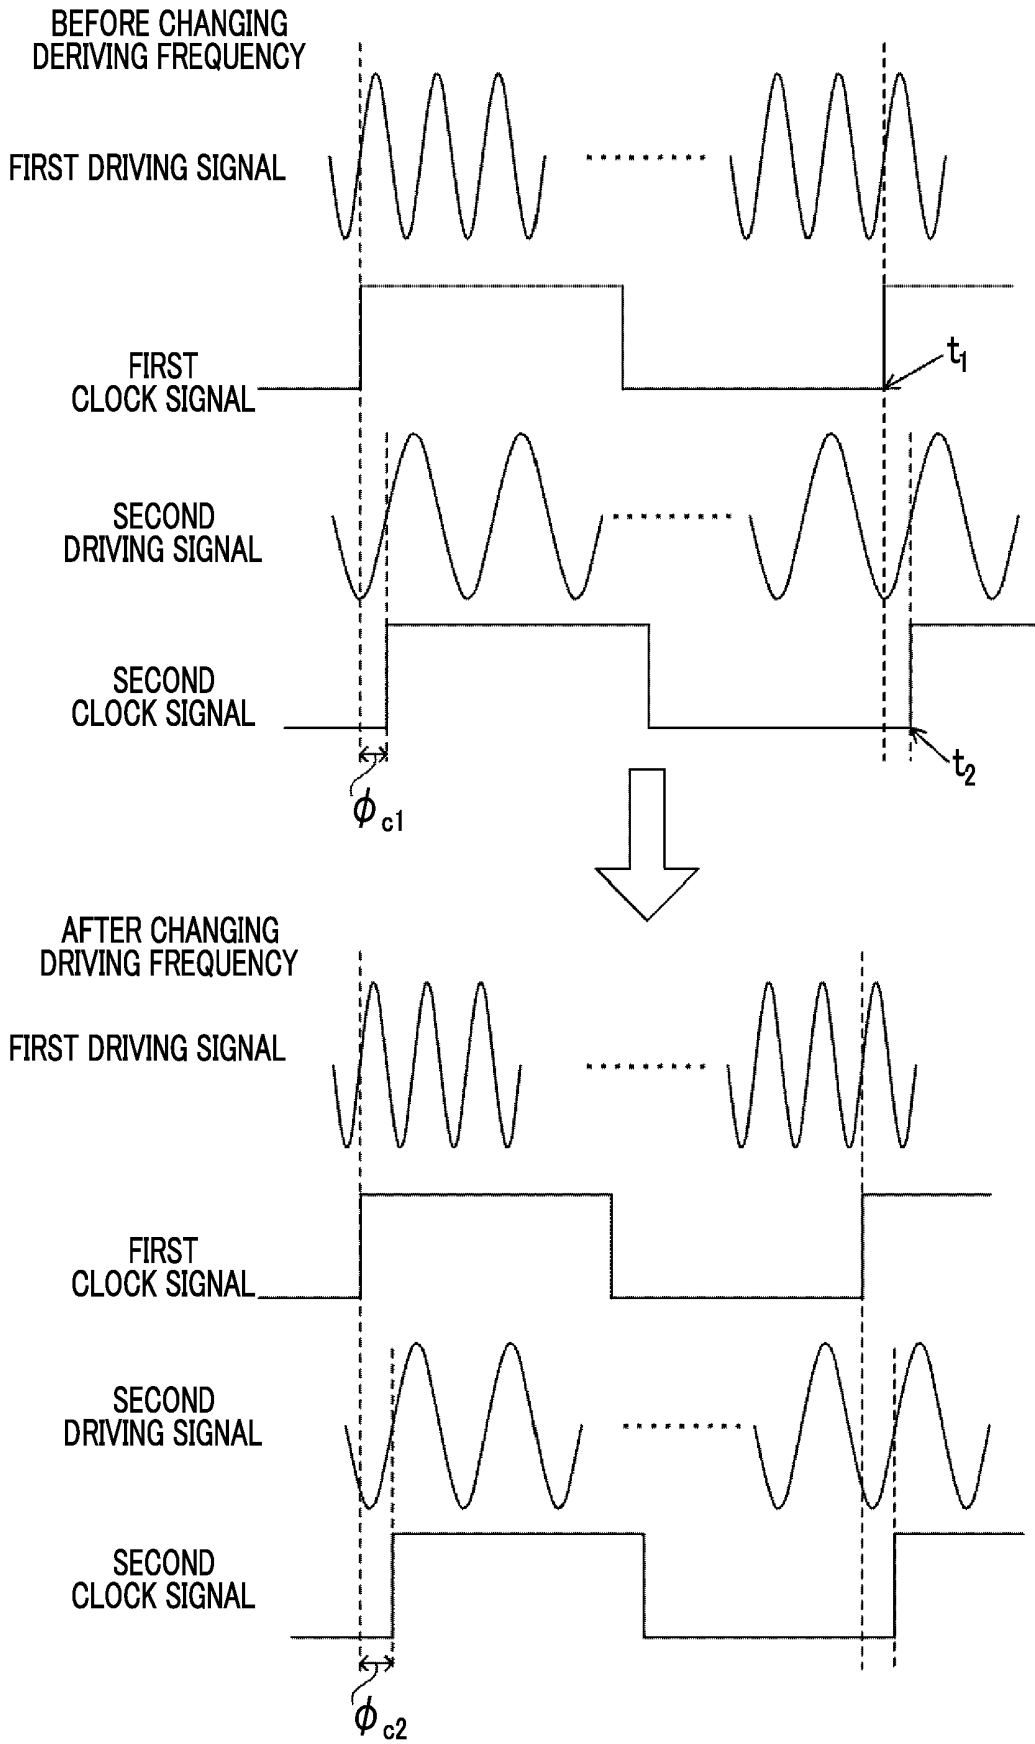 BEFORE CHANGING
DERIVING FREQUENCY
FIRST DRIVING SIGNAL
FIRST
CLOCK SIGNAL
t1
SECOND
DRIVING SIGNAL
SECOND
CLOCK SIGNAL
t2
ϕc1
AFTER CHANGING
DRIVING FREQUENCY
FIRST DRIVING SIGNAL
FIRST
CLOCK SIGNAL
SECOND
DRIVING SIGNAL
SECOND
CLOCK SIGNAL
ϕc2